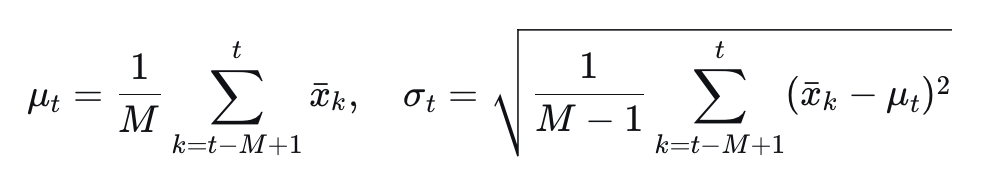 μ_t = \frac{1}{M} \sum_{k=t-M+1}^{t} \bar{x}_k, \quad σ_t = \sqrt{\frac{1}{M-1} \sum_{k=t-M+1}^{t} (\bar{x}_k - μ_t)^2}